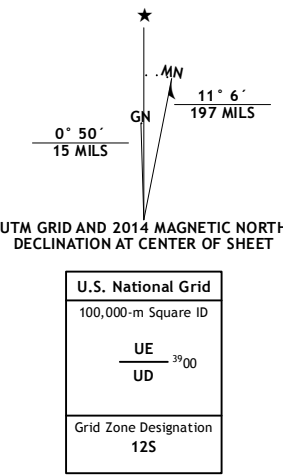 ★
MN
GN
11° 6´
197 MILS
0° 50´
15 MILS
UTM GRID AND 2014 MAGNETIC NORTH
DECLINATION AT CENTER OF SHEET
U.S. National Grid
100,000-m Square ID
UE
3900
UD
Grid Zone Designation
12S